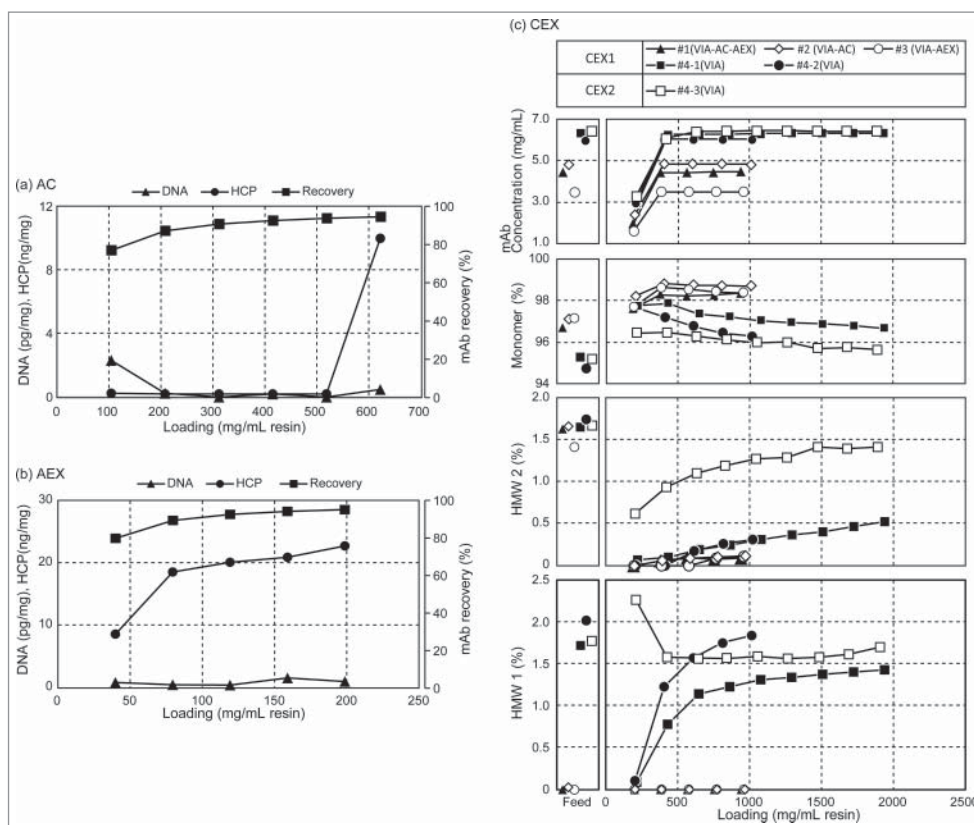 (a) AC
DNA HCP Recovery
DNA (pg/mg), HCP(ng/mg)
12
8
4
0
mAb recovery (%)
100
80
60
40
20
0
0 100 200 300 400 500 600 700
Loading (mg/mL resin)
(b) AEX
DNA HCP Recovery
DNA (pg/mg), HCP(ng/mg)
30
20
10
0
mAb recovery (%)
100
80
60
40
20
0
0 50 100 150 200 250
Loading (mg/mL resin)
(c) CEX
CEX1 #1(VIA-AC-AEX) #2 (VIA-AC) #3 (VIA-AEX)
#4-1(VIA) #4-2(VIA)
CEX2 #4-3(VIA)
mAb
Concentration (mg/mL)
7.0
5.0
3.0
1.0
Monomer (%)
100
98
96
94
HMW 2 (%)
2.0
1.5
1.0
0.5
0
HMW 1 (%)
2.5
2.0
1.5
1.0
0.5
0
Feed
0 500 1000 1500 2000 2500
Loading (mg/mL resin)